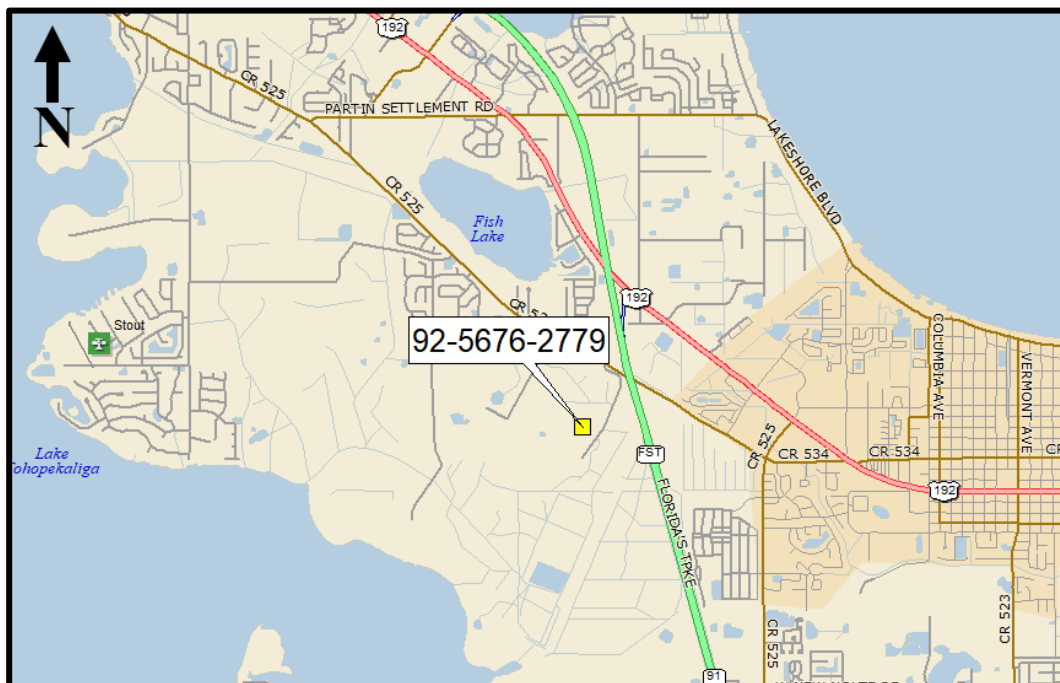 192
CR 525
PARTIN SETTLEMENT RD
N
LAKESHORE BLVD
CR 525
Fish
Lake
192
Stout
92-5676-2779
COLUMBIA AVE
VERMONT AVE
CR 525
CR 534
CR 534
FST
192
Lake
Tohopekaliga
FLORIDA'S TPKE
CR 525
CR 523
91